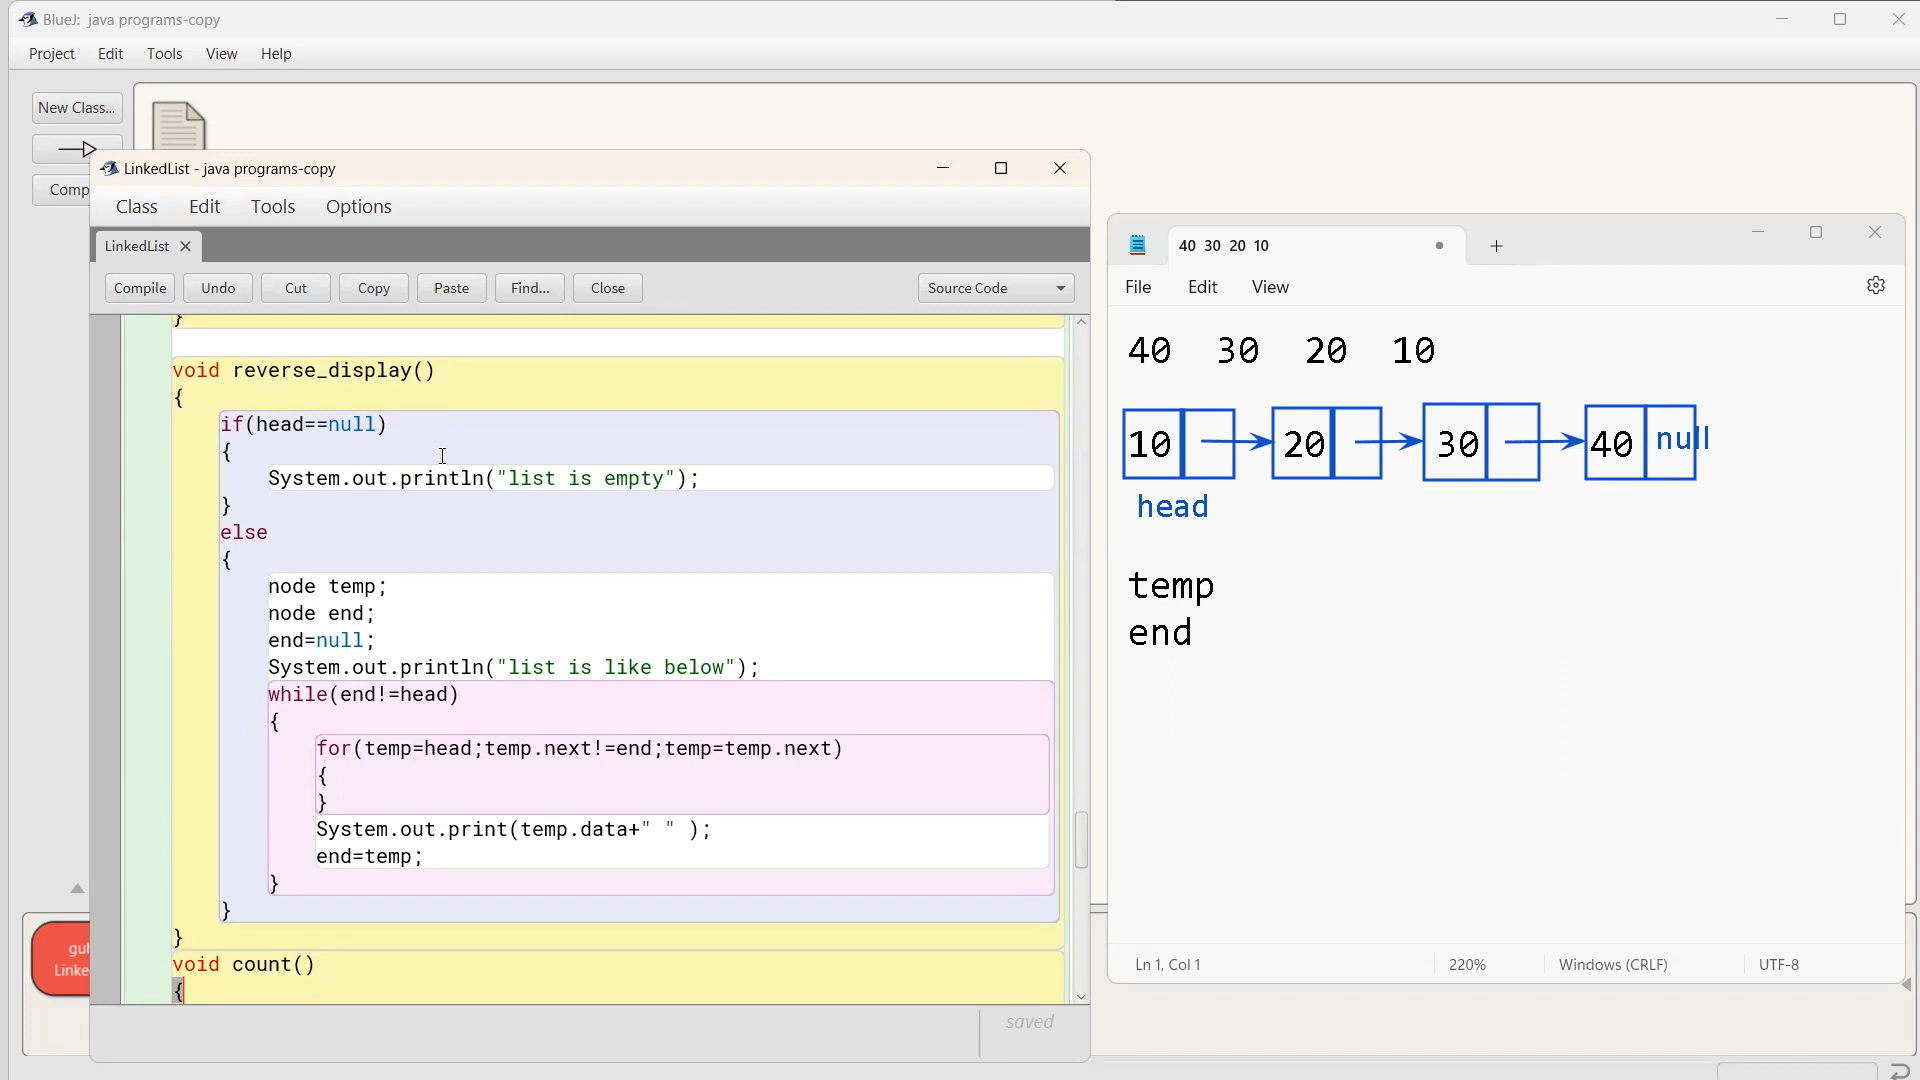 BlueJ: java programs-copy
Project Edit Tools View Help
New Class...
Comp
LinkedList - java programs-copy
Class Edit Tools Options
LinkedList
Compile Undo Cut Copy Paste Find... Close Source Code
}
void reverse_display()
{
if(head==null)
{
System.out.println("list is empty");
}
else
{
node temp;
node end;
end=null;
System.out.println("list is like below");
while(end!=head)
{
for(temp=head;temp.next!=end;temp=temp.next)
{
}
System.out.print(temp.data+" " );
end=temp;
}
}
}
void count()
{
saved
guh
Linke
40 30 20 10
File Edit View
40 30 20 10
10 20 30 40 null
head
temp
end
Ln 1, Col 1 220% Windows (CRLF) UTF-8